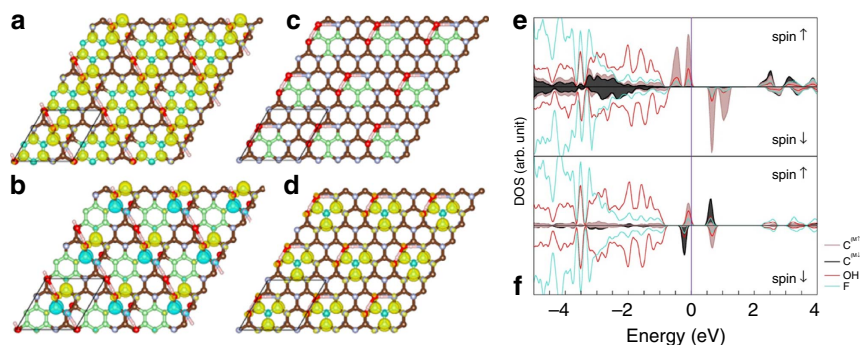 a
c
b
d
e
spin ↑
spin ↓
DOS (arb. unit)
spin ↑
spin ↓
f
C|M|↑
C|M|↓
OH
F
−4 −2 0 2 4
Energy (eV)